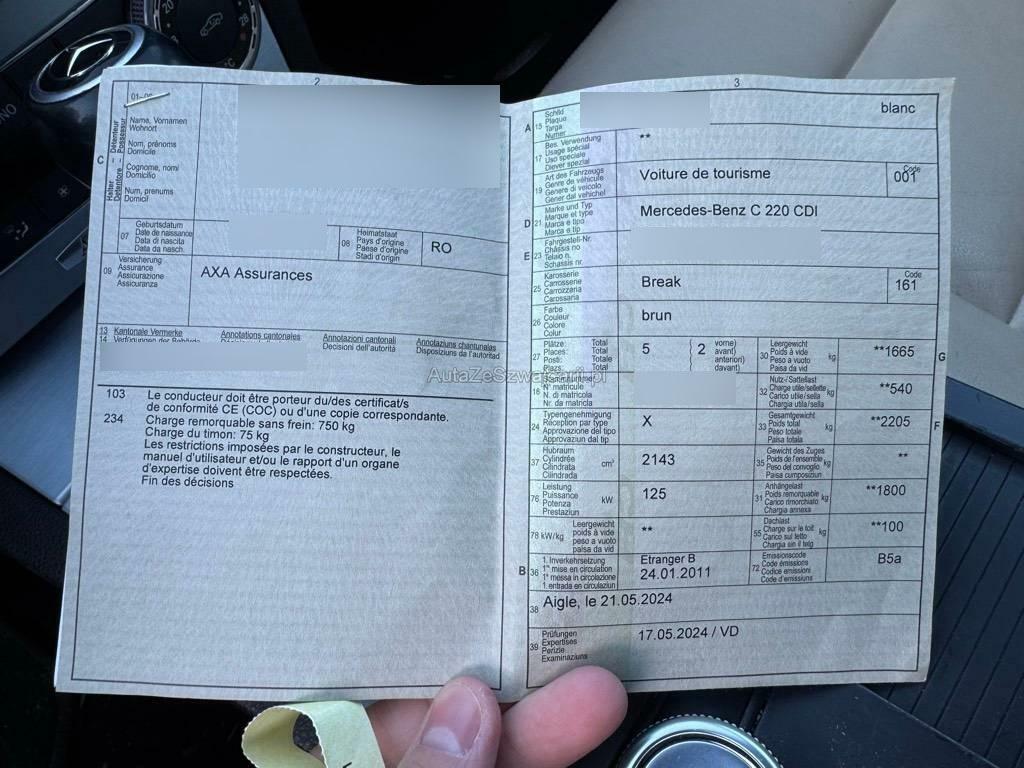 2
01-06
Name, Vornamen
Wohnort
Nom, prénoms
Domicile
Cognome, nomi
Domicilio
Num, prenums
Domicil
C
Halter – Détenteur
Detentore – Possessur
07
Geburtsdatum
Date de naissance
Data di nascita
Data da nasch.
08
Heimatstaat
Pays d'origine
Paese d'origine
Stadi d'origin
RO
09
Versicherung
Assurance
Assicurazione
Assicuranza
AXA Assurances
13 Kantonale Vermerke Annotations cantonales Annotazioni cantonali Annotaziuns chantunalas
14 Verfügungen der Behörde Decisioni dell'autorità Disposiziuns da l'autoritad
103 Le conducteur doit être porteur du/des certificat/s
de conformité CE (COC) ou d'une copie correspondante.
234 Charge remorquable sans frein: 750 kg
Charge du timon: 75 kg
Les restrictions imposées par le constructeur, le
manuel d'utilisateur et/ou le rapport d'un organe
d'expertise doivent être respectées.
Fin des décisions
3
A 15
Schild
Plaque
Targa
Numer
blanc
17
Bes. Verwendung
Usage spécial
Uso speciale
Diever spezial
**
19
Art des Fahrzeugs
Genre de véhicule
Genere di veicolo
Gener dal vehichel
Voiture de tourisme
Code
001
D 21
Marke und Typ
Marque et type
Marca e tipo
Marca e tip
Mercedes-Benz C 220 CDI
E 23
Fahrgestell-Nr.
Châssis no
Telaio n.
Schassis nr.
25
Karosserie
Carrosserie
Carrozzeria
Carossaria
Break
Code
161
26
Farbe
Couleur
Colore
Colur
brun
27
Plätze: Total
Places: Total
Posti: Totale
Plazs: Total
5
2
vorne)
avant)
anteriori)
davant)
30
Leergewicht
Poids à vide
Peso a vuoto
Paisa da vid
kg
**1665
G
18
Stammnummer
N° matricule
N. di matricola
Nr. da matricla
32
Nutz-/Sattellast
Charge utile/sellette
Carico utile/sella
Chargia utila/sella
kg
**540
24
Typengenehmigung
Réception par type
Approvazione del tipo
Approvaziun dal tip
X
33
Gesamtgewicht
Poids total
Peso totale
Paisa totala
kg
**2205
F
37
Hubraum
Cylindrée
Cilindrata
Cilindrada
cm³
2143
35
Gewicht des Zuges
Poids de l'ensemble
Peso del convoglio
Paisa cumposiziun
kg
**
76
Leistung
Puissance
Potenza
Prestaziun
kW
125
31
Anhängelast
Poids remorquable
Carico rimorchiato
Chargia annexa
kg
**1800
78 kW/kg
Leergewicht
poids à vide
peso a vuoto
paisa da vid
**
55
Dachlast
Charge sur le toit
Carico sul tetto
Chargia sin il tetg
kg
**100
B 36
1. Inverkehrsetzung
1re mise en circulation
1a messa in circolazione
1. entrada en circulaziun
Etranger B
24.01.2011
72
Emissionscode
Code émissions
Codice emissioni
Code d'emissiuns
B5a
38
Aigle, le 21.05.2024
39
Prüfungen
Expertises
Perizie
Examinaziuns
17.05.2024 / VD
AutaZeSzwajcarii.pl